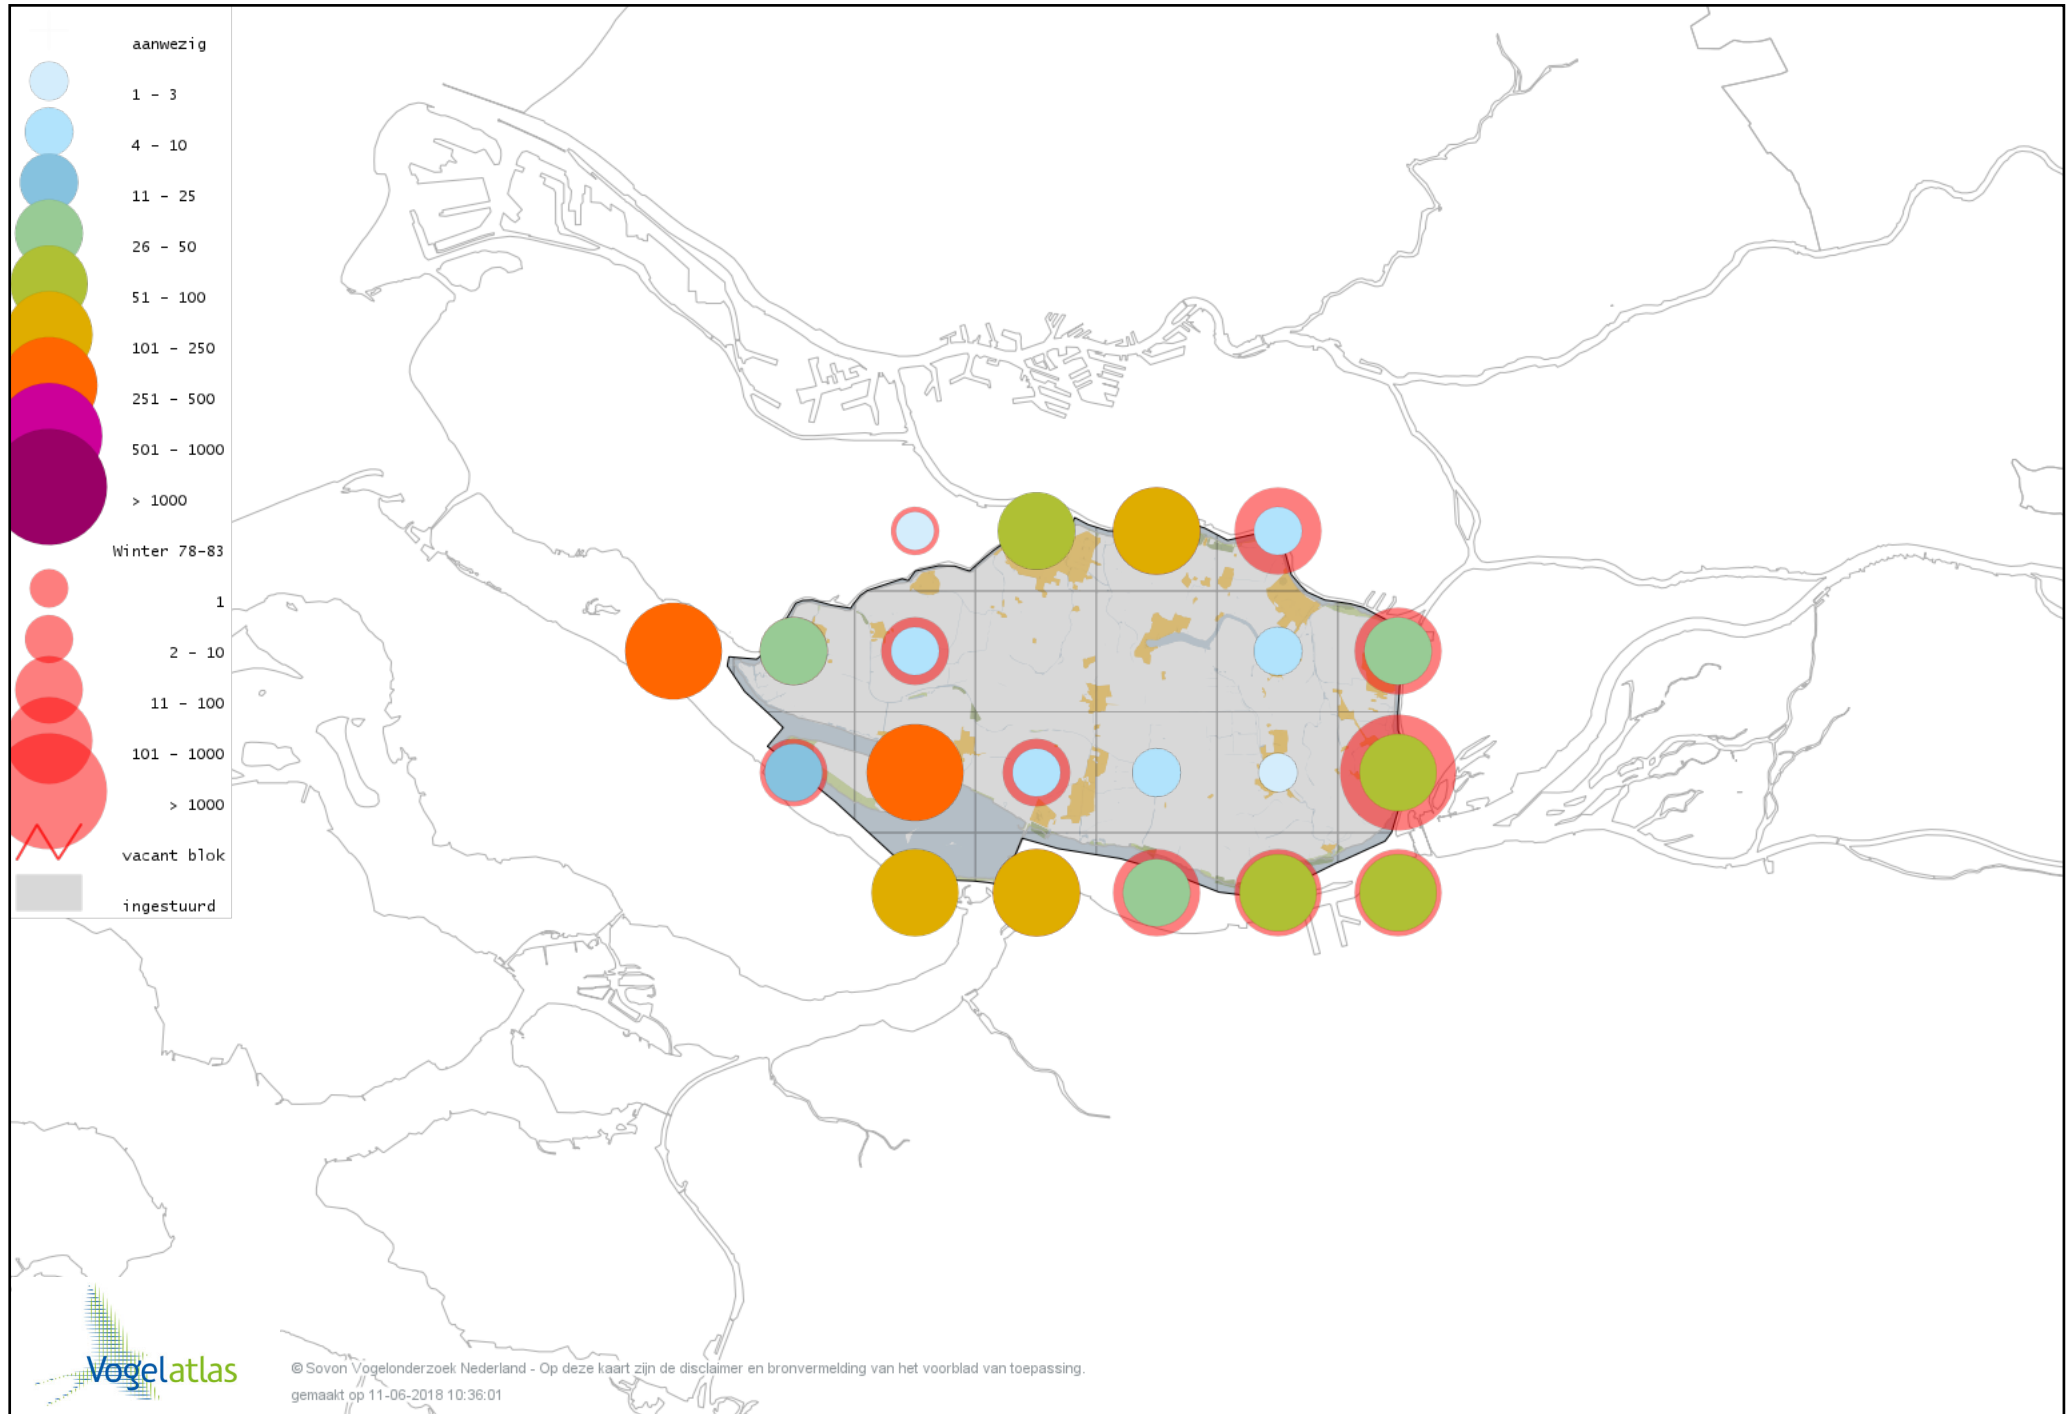 aanwezig
1 - 3
4 - 10
11 - 25
26 - 50
51 - 100
101 - 250
251 - 500
501 - 1000
> 1000
Winter 78-83
1
2 - 10
11 - 100
101 - 1000
> 1000
vacant blok
ingestuurd
Vogelatlas
© Sovon Vogelonderzoek Nederland - Op deze kaart zijn de disclaimer en bronvermelding van het voorblad van toepassing.
gemaakt op 11-06-2018 10:36:01